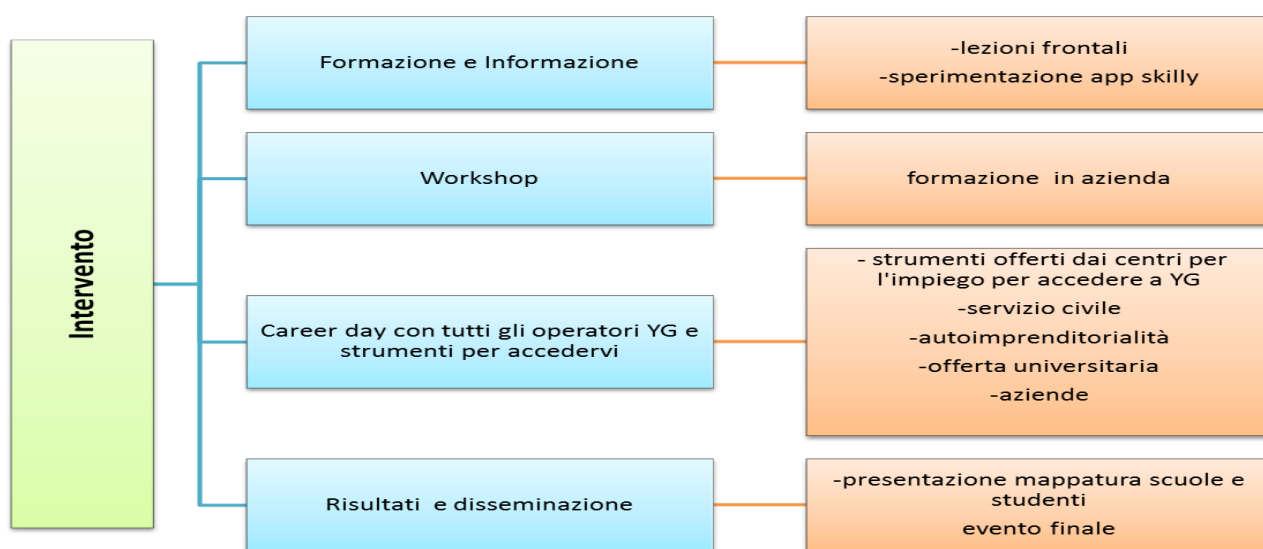 Intervento
Formazione e Informazione
-lezioni frontali
-sperimentazione app skilly
Workshop
formazione in azienda
Career day con tutti gli operatori YG e
strumenti per accedervi
- strumenti offerti dai centri per
l'impiego per accedere a YG
-servizio civile
-autoimprenditorialità
-offerta universitaria
-aziende
Risultati e disseminazione
-presentazione mappatura scuole e
studenti
evento finale